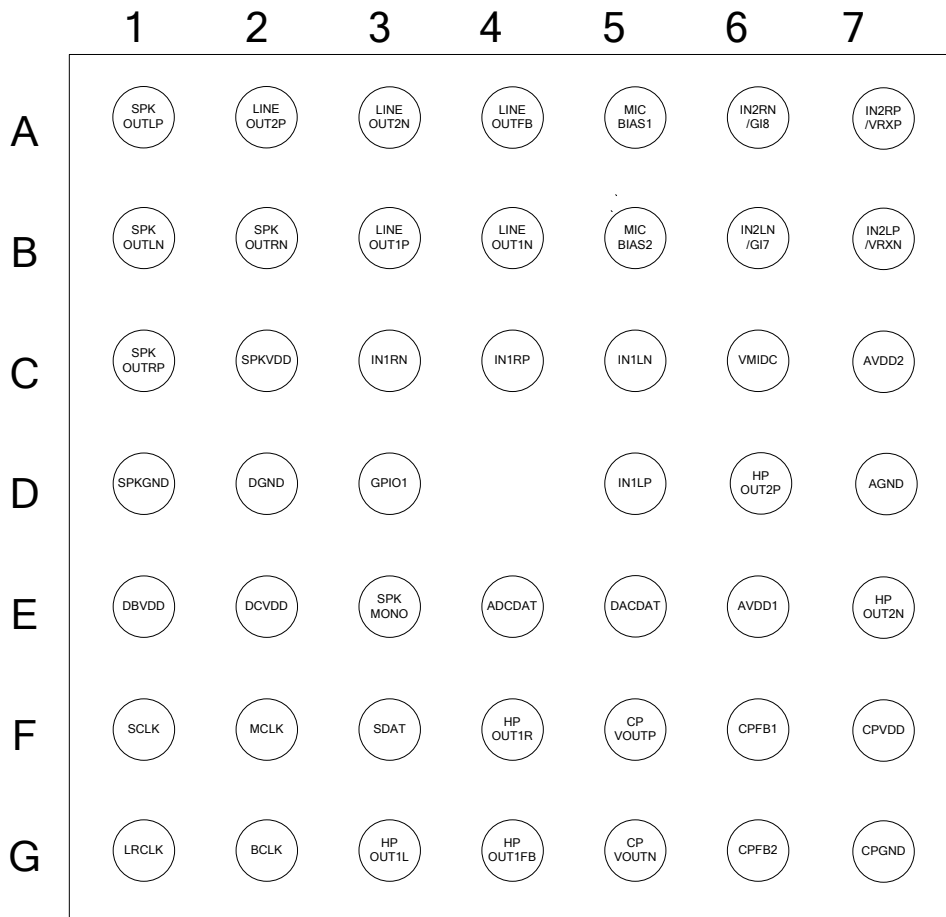 1 2 3 4 5 6 7
A
SPK OUTLP
LINE OUT2P
LINE OUT2N
LINE OUTFB
MIC BIAS1
IN2RN /GI8
IN2RP /VRXP
B
SPK OUTLN
SPK OUTRN
LINE OUT1P
LINE OUT1N
MIC BIAS2
IN2LN /GI7
IN2LP /VRXN
C
SPK OUTRP
SPKVDD
IN1RN
IN1RP
IN1LN
VMIDC
AVDD2
D
SPKGND
DGND
GPIO1
IN1LP
HP OUT2P
AGND
E
DBVDD
DCVDD
SPK MONO
ADCDAT
DACDAT
AVDD1
HP OUT2N
F
SCLK
MCLK
SDAT
HP OUT1R
CP VOUTP
CPFB1
CPVDD
G
LRCLK
BCLK
HP OUT1L
HP OUT1FB
CP VOUTN
CPFB2
CPGND